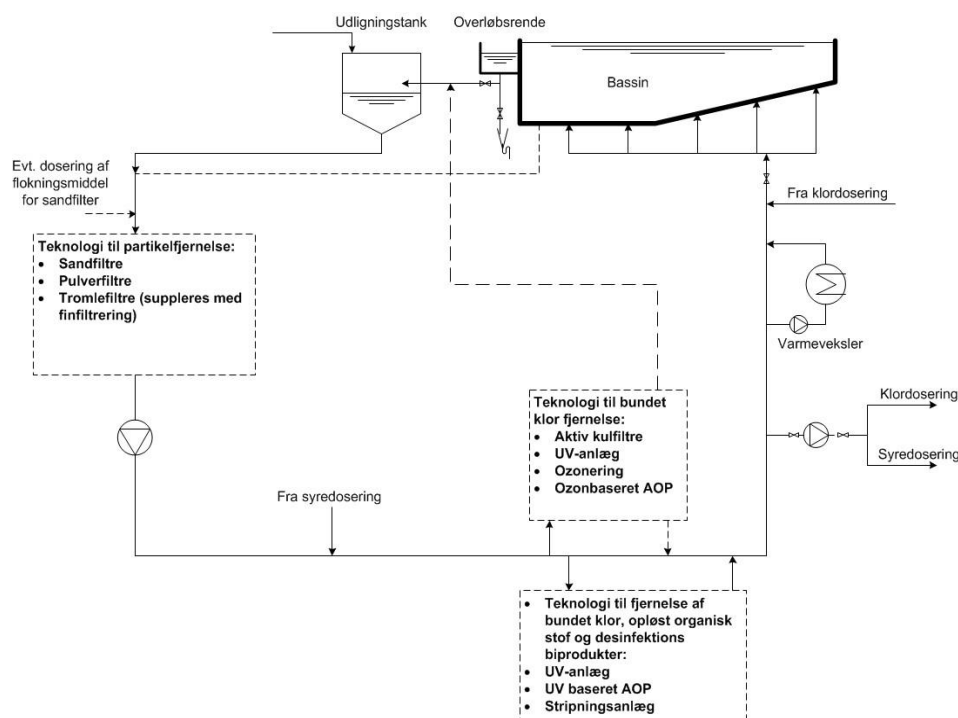 Udligningstank
Overløbsrende
Bassin
Evt. dosering af
flokningsmiddel
for sandfilter
Fra klordosering
Teknologi til partikelfjernelse:
• Sandfiltre
• Pulverfiltre
• Tromlefiltre (suppleres med
finfiltrering)
Varmeveksler
Teknologi til bundet
klor fjernelse:
• Aktiv kulfiltre
• UV-anlæg
• Ozonering
• Ozonbaseret AOP
Klordosering
Syredosering
Fra syredosering
• Teknologi til fjernelse af
bundet klor, opløst organisk
stof og desinfektions
biprodukter:
• UV-anlæg
• UV baseret AOP
• Stripningsanlæg